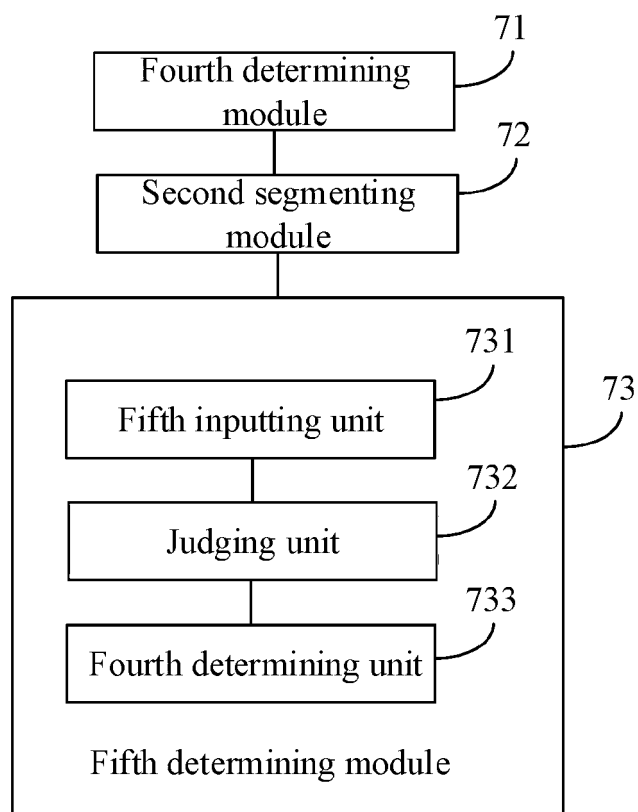 71
Fourth determining
module
72
Second segmenting
module
731
Fifth inputting unit
73
732
Judging unit
733
Fourth determining unit
Fifth determining module